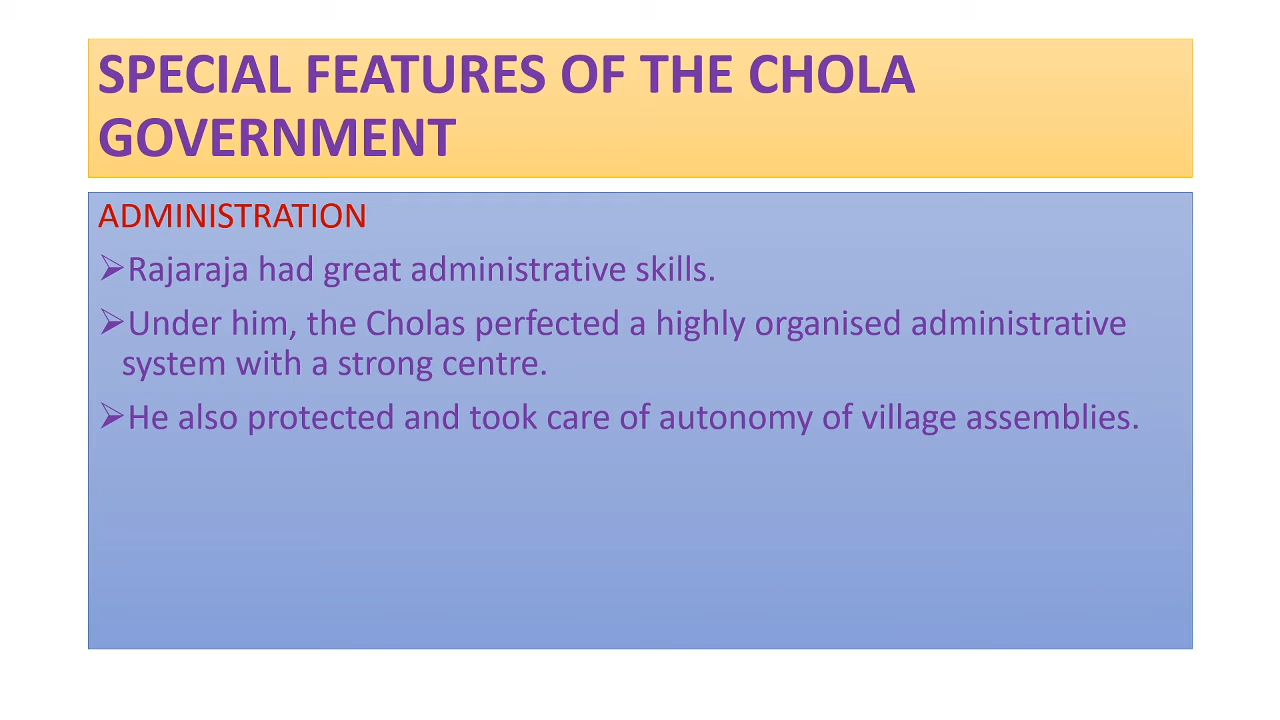 SPECIAL FEATURES OF THE CHOLA
GOVERNMENT
ADMINISTRATION
➢Rajaraja had great administrative skills.
➢Under him, the Cholas perfected a highly organised administrative
system with a strong centre.
➢He also protected and took care of autonomy of village assemblies.